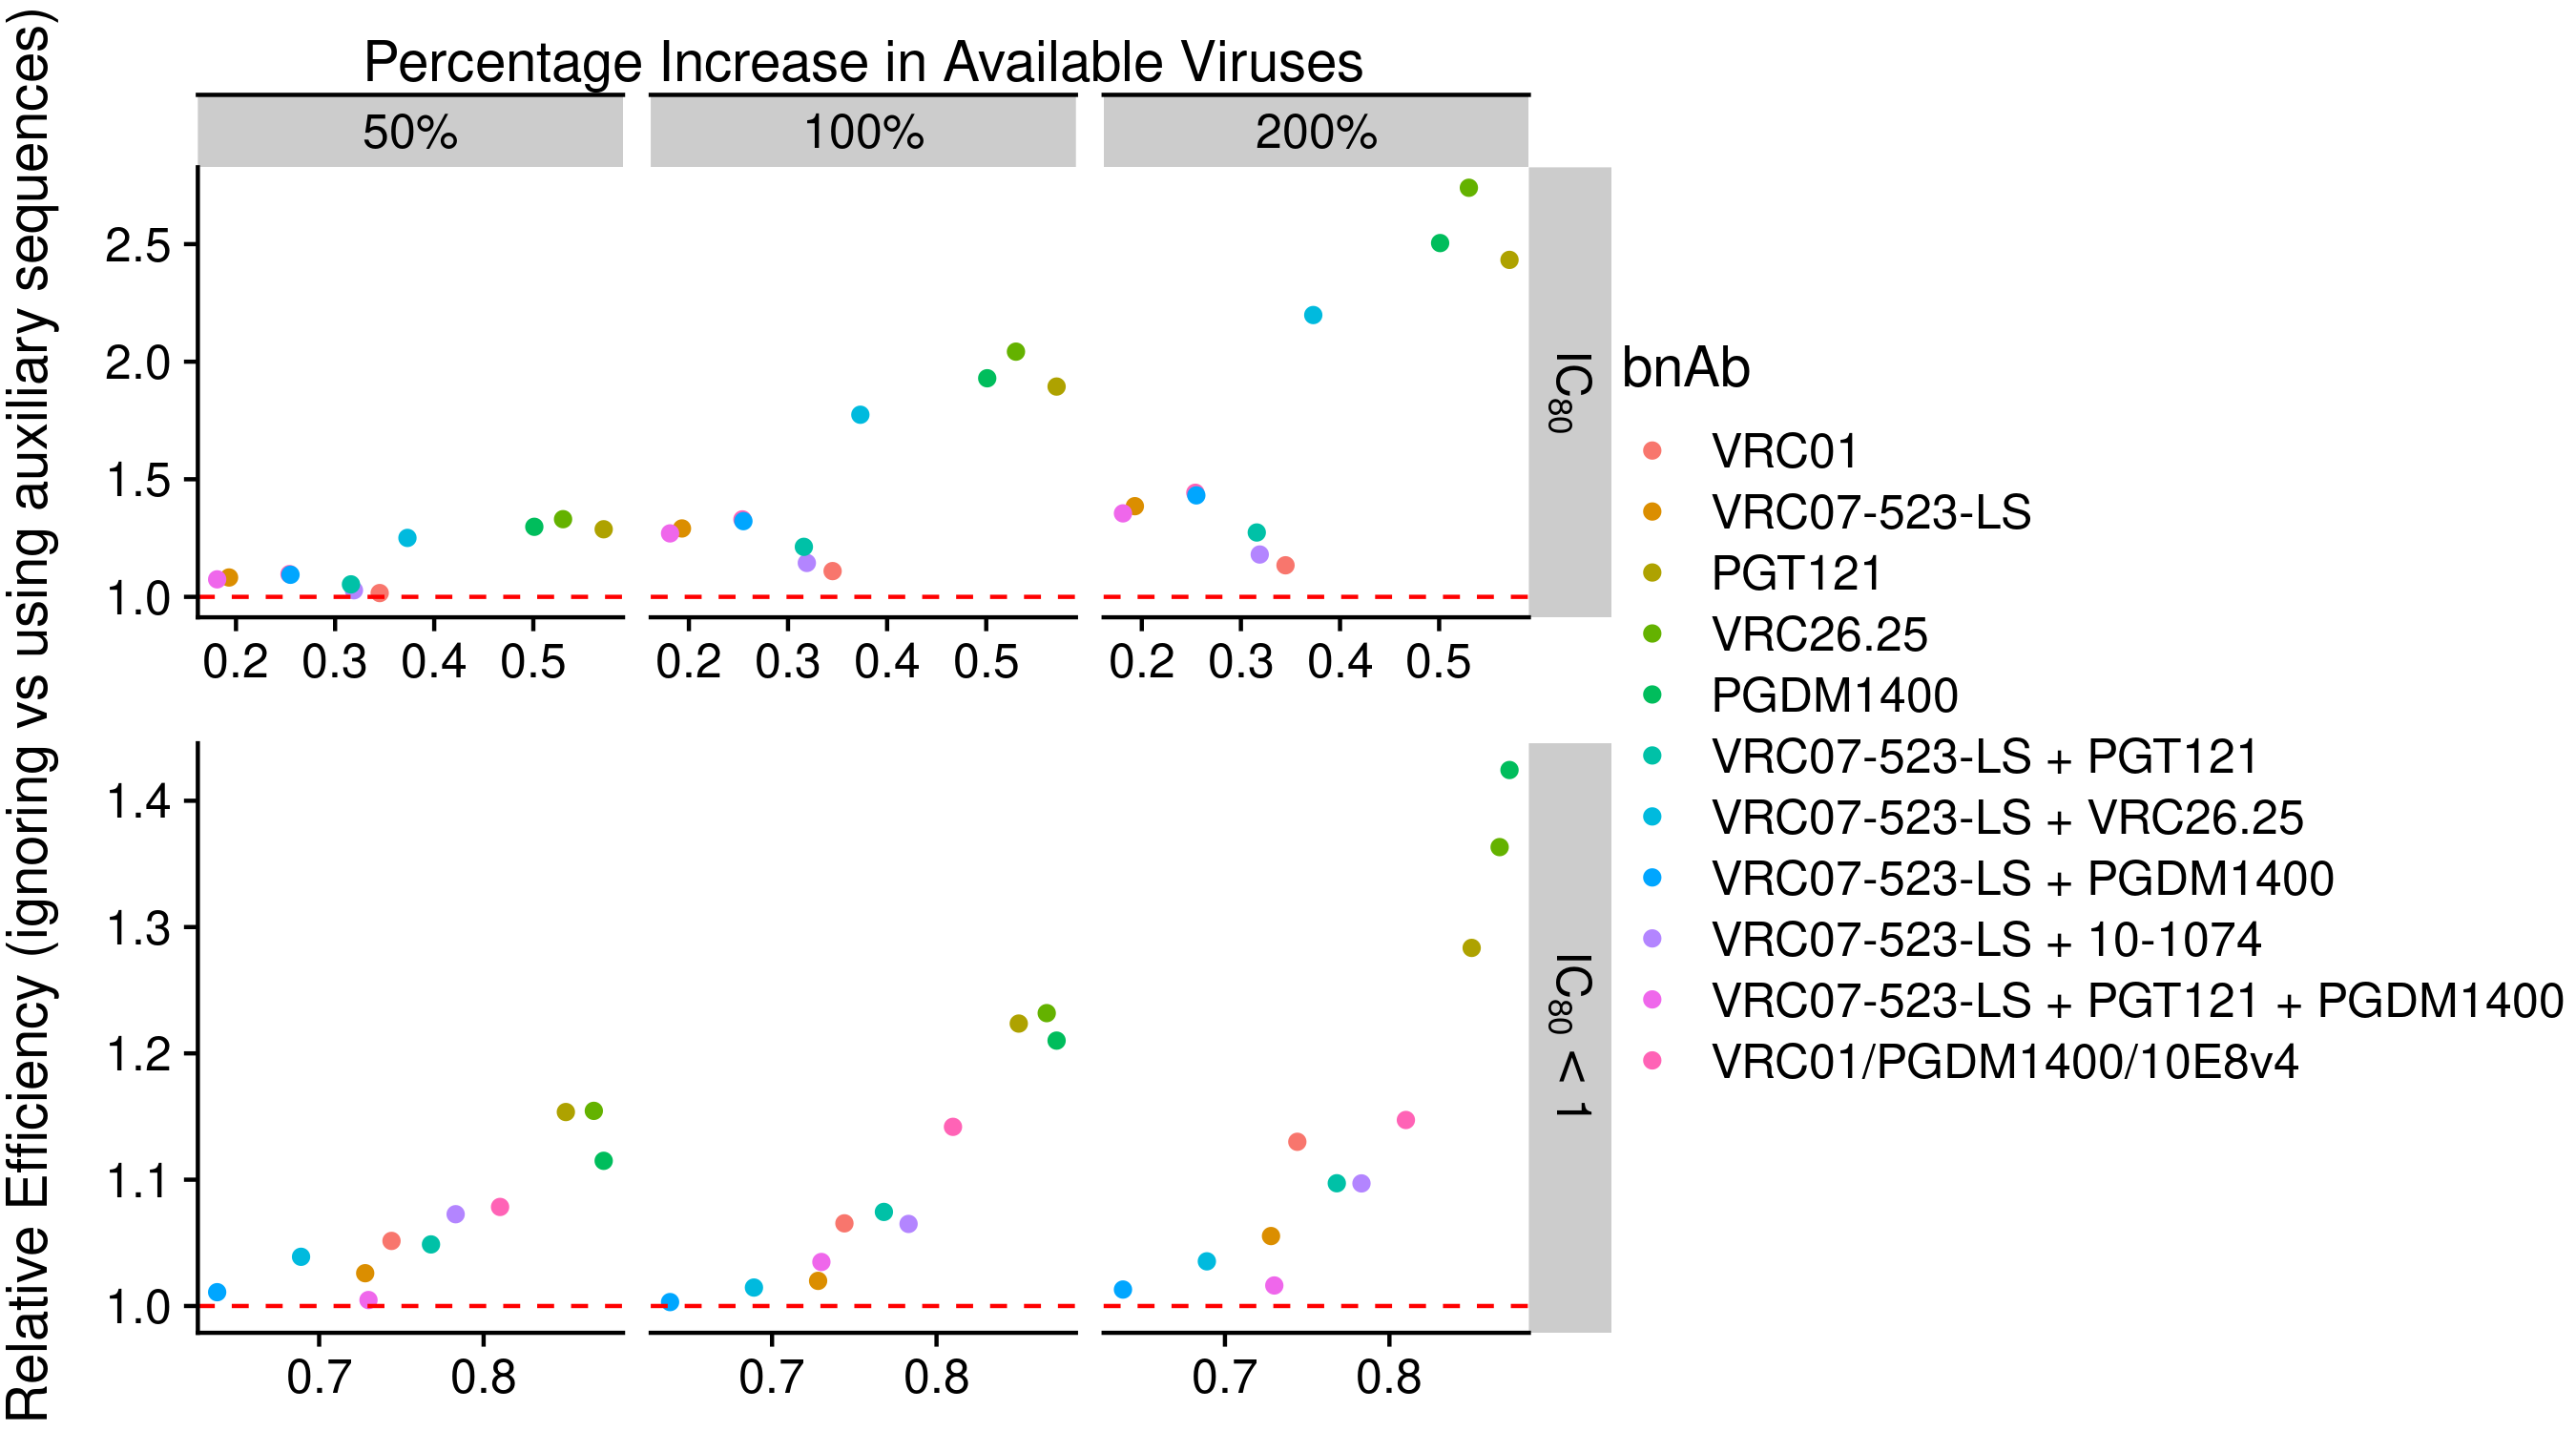 Percentage Increase in Available Viruses
50% 100% 200%
Relative Efficiency (ignoring vs using auxiliary sequences)
2.5
2.0
1.5
1.0
IC80
0.2 0.3 0.4 0.5 0.2 0.3 0.4 0.5 0.2 0.3 0.4 0.5
1.4
1.3
1.2
1.1
1.0
IC80 < 1
0.7 0.8 0.7 0.8 0.7 0.8
bnAb
VRC01
VRC07-523-LS
PGT121
VRC26.25
PGDM1400
VRC07-523-LS + PGT121
VRC07-523-LS + VRC26.25
VRC07-523-LS + PGDM1400
VRC07-523-LS + 10-1074
VRC07-523-LS + PGT121 + PGDM1400
VRC01/PGDM1400/10E8v4